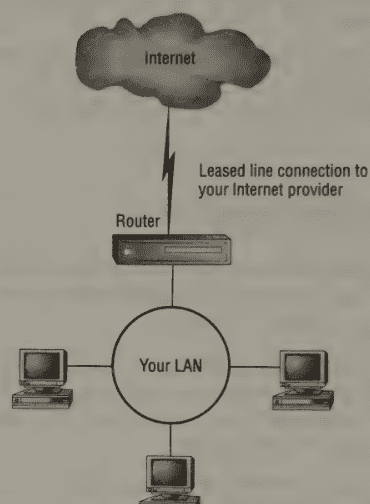 Internet
Leased line connection to
your Internet provider
Router
Your LAN